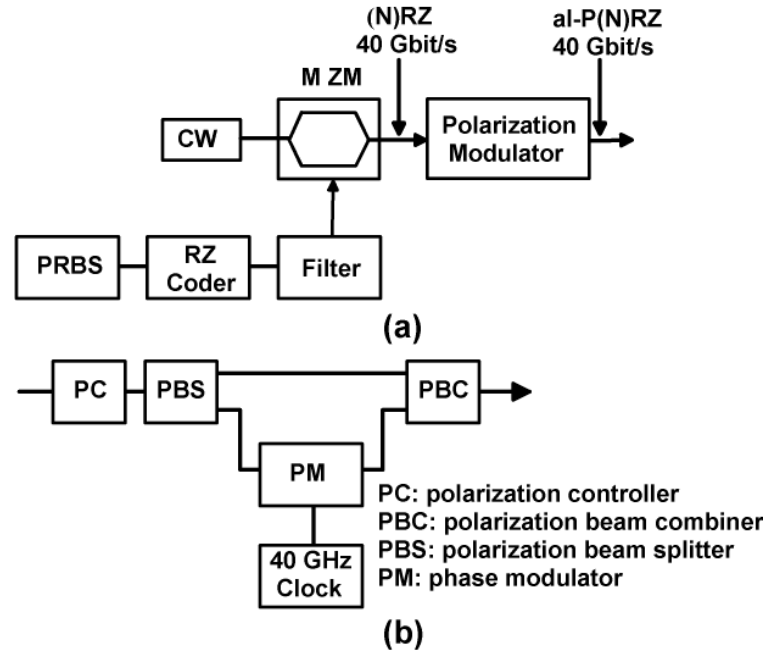 (N)RZ
40 Gbit/s
al-P(N)RZ
40 Gbit/s
M ZM
CW
Polarization
Modulator
PRBS
RZ
Coder
Filter
(a)
PC
PBS
PBC
PM
40 GHz
Clock
PC: polarization controller
PBC: polarization beam combiner
PBS: polarization beam splitter
PM: phase modulator
(b)